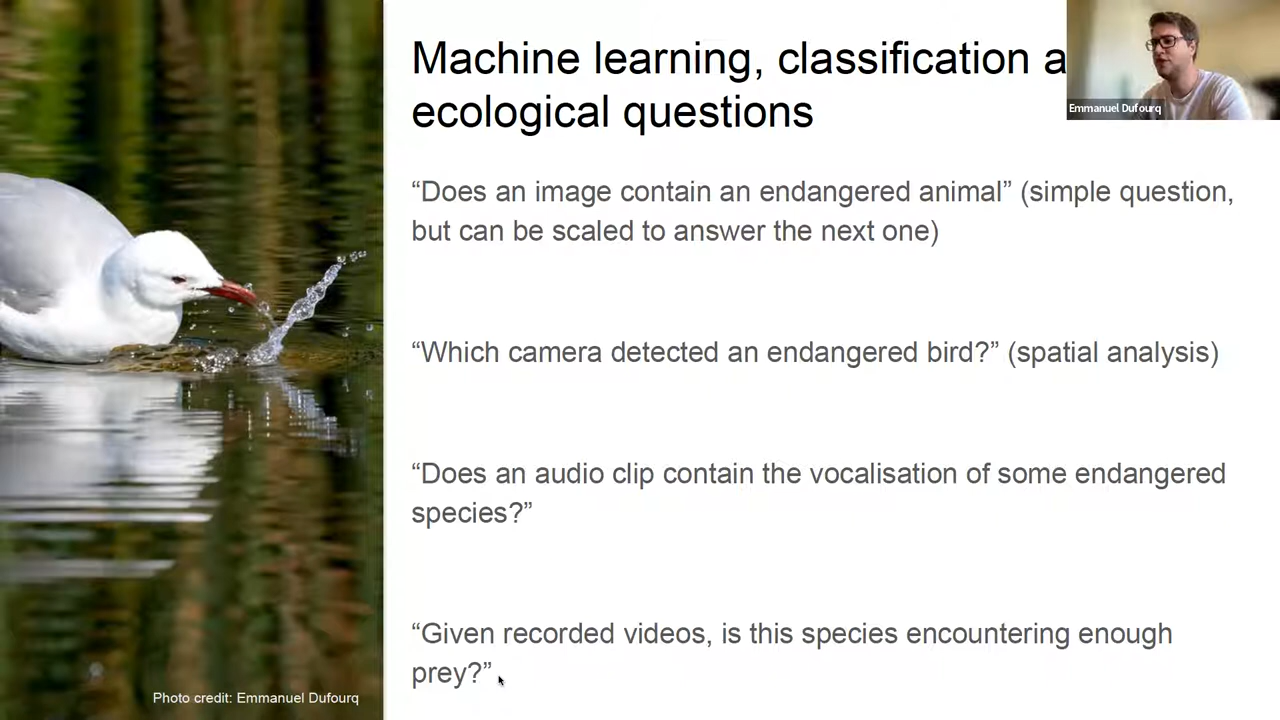 Machine learning, classification a
ecological questions
Emmanuel Dufourq
“Does an image contain an endangered animal” (simple question,
but can be scaled to answer the next one)
“Which camera detected an endangered bird?” (spatial analysis)
“Does an audio clip contain the vocalisation of some endangered
species?”
“Given recorded videos, is this species encountering enough
prey?”
Photo credit: Emmanuel Dufourq